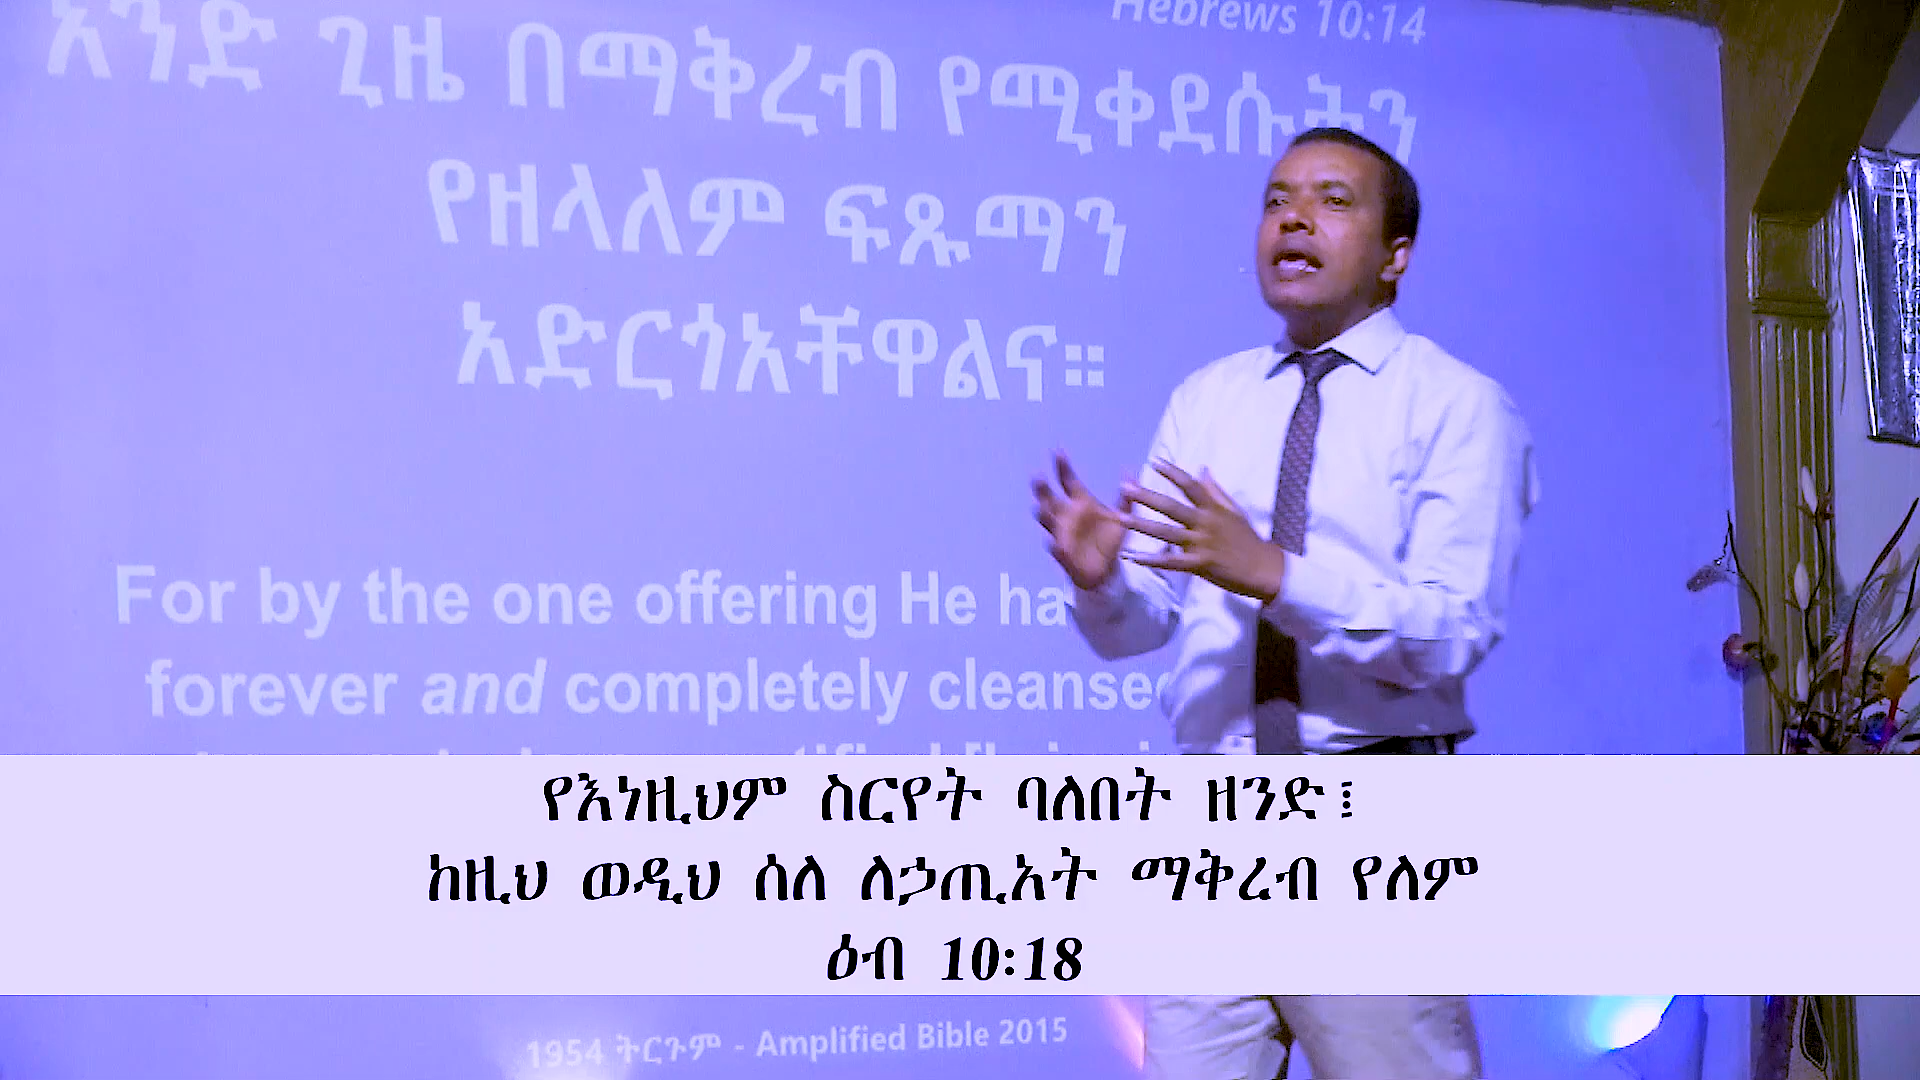 Hebrews 10:14
አንድ ጊዜ በማቅረብ የሚቀደሱትን
የዘላለም ፍጹማን
አድርጎአቸዋልና።
For by the one offering He ha
forever and completely cleansed
የእነዚህም ስርየት ባለበት ዘንድ፤
ከዚህ ወዲህ ሰለ ለኃጢአት ማቅረብ የለም
ዕብ 10፡18
1954 ትርጉም - Amplified Bible 2015